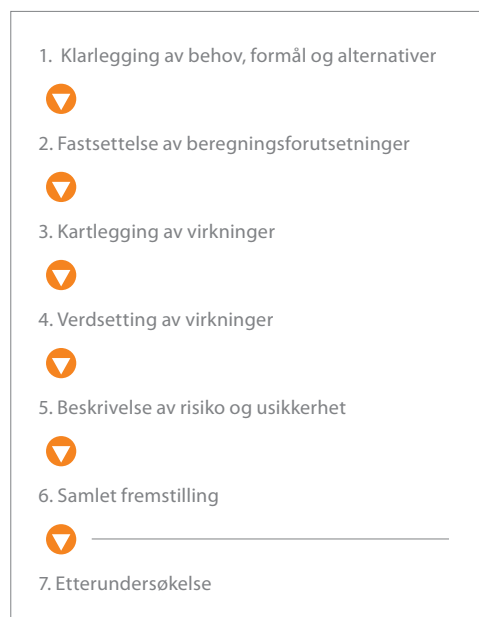 1. Klarlegging av behov, formål og alternativer
2. Fastsettelse av beregningsforutsetninger
3. Kartlegging av virkninger
4. Verdsetting av virkninger
5. Beskrivelse av risiko og usikkerhet
6. Samlet fremstilling
7. Etterundersøkelse